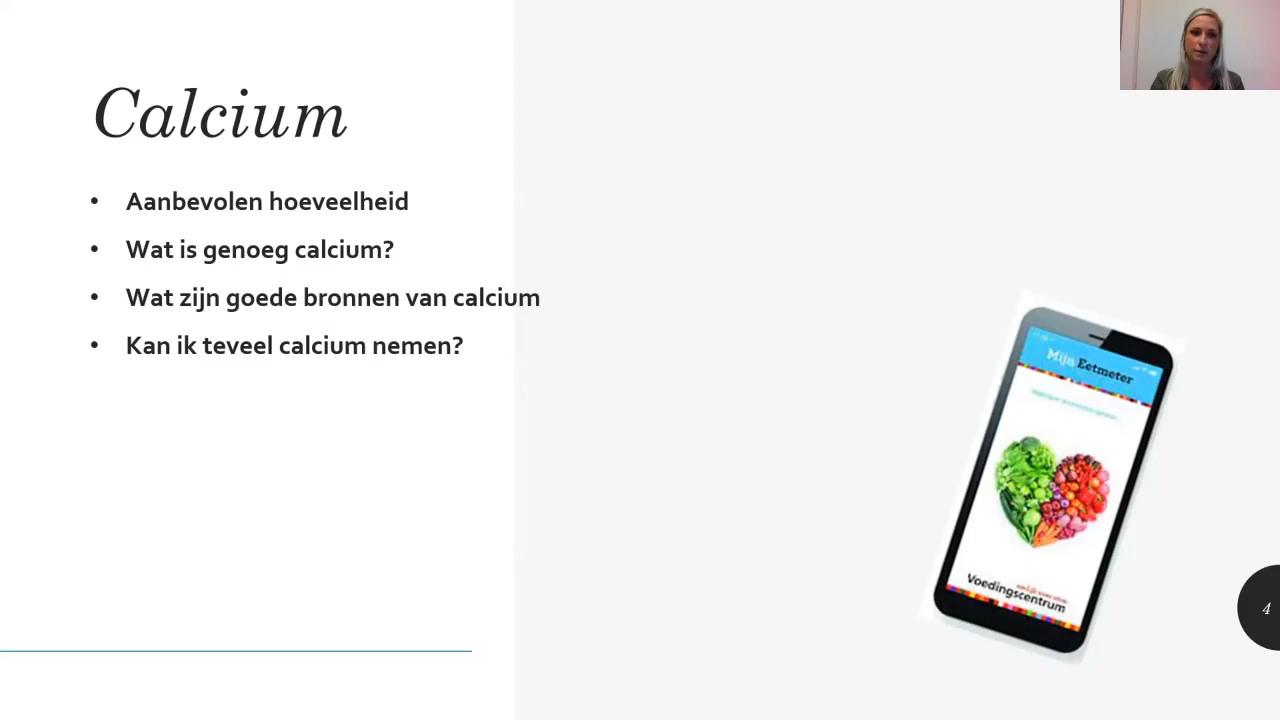 Calcium
• Aanbevolen hoeveelheid
• Wat is genoeg calcium?
• Wat zijn goede bronnen van calcium
• Kan ik teveel calcium nemen?
Mijn Eetmeter
Voedingscentrum
4